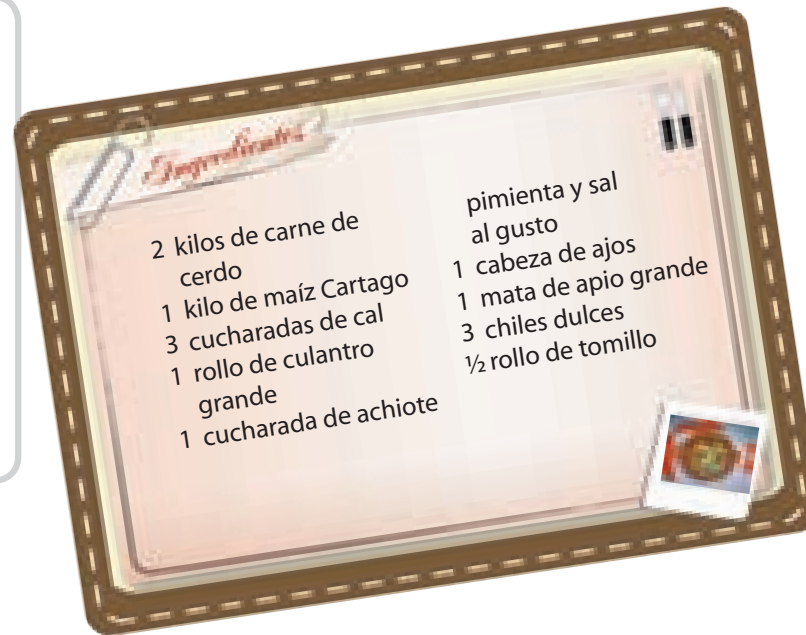 Ingredientes
2 kilos de carne de
cerdo
1 kilo de maíz Cartago
3 cucharadas de cal
1 rollo de culantro
grande
1 cucharada de achiote
pimienta y sal
al gusto
1 cabeza de ajos
1 mata de apio grande
3 chiles dulces
½ rollo de tomillo